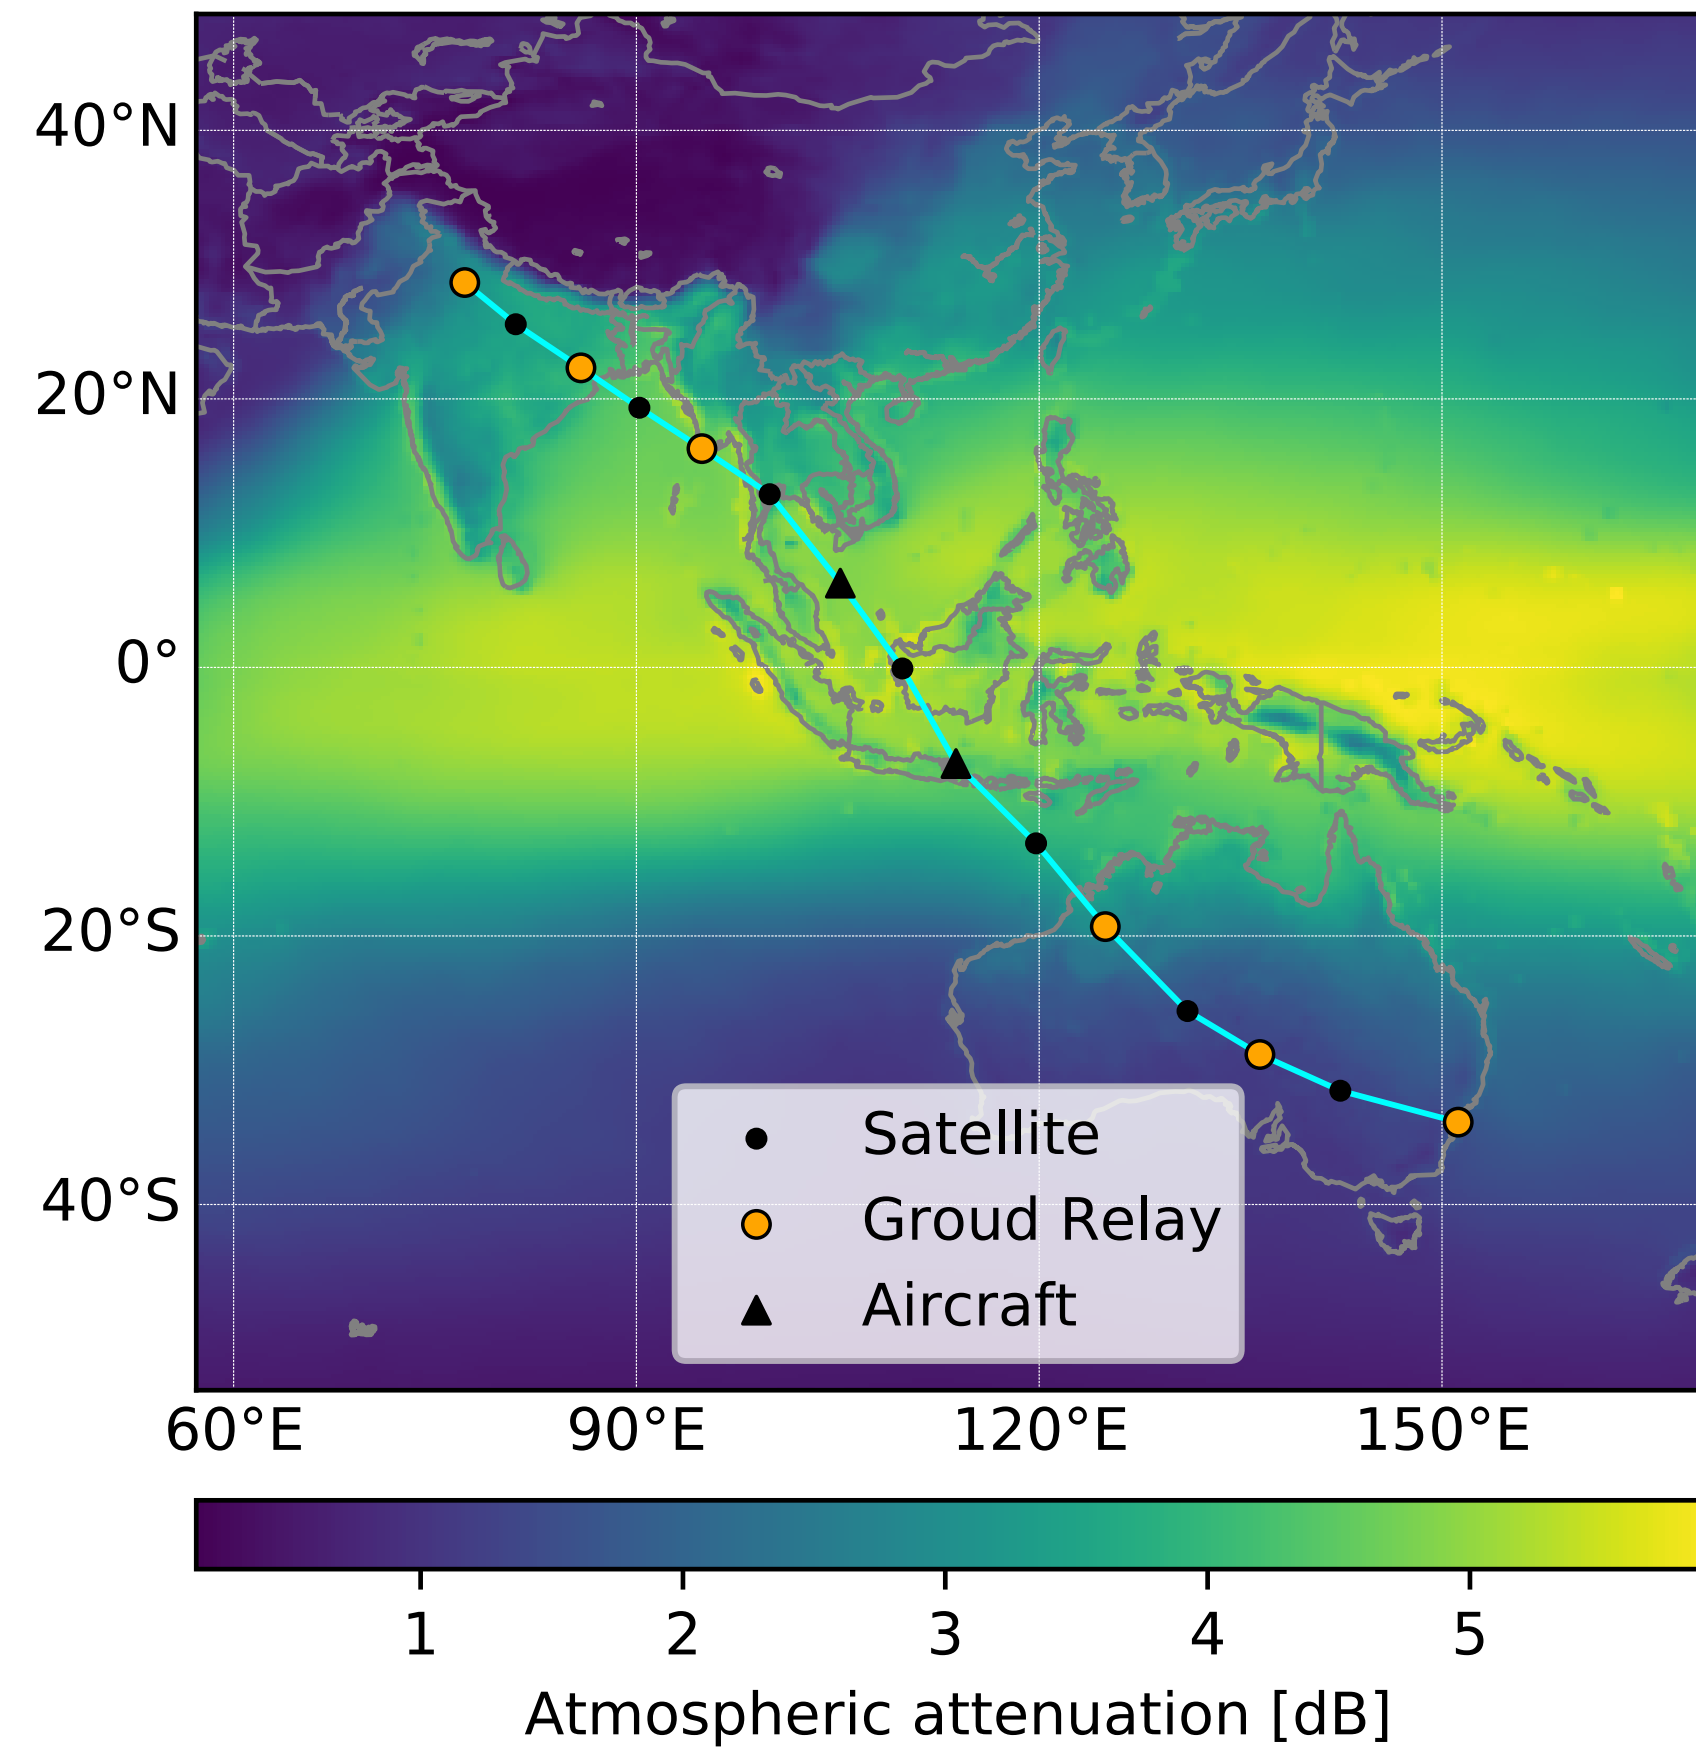 40°N
20°N
0°
20°S
40°S
Satellite
Groud Relay
Aircraft
60°E 90°E 120°E 150°E
1 2 3 4 5
Atmospheric attenuation [dB]